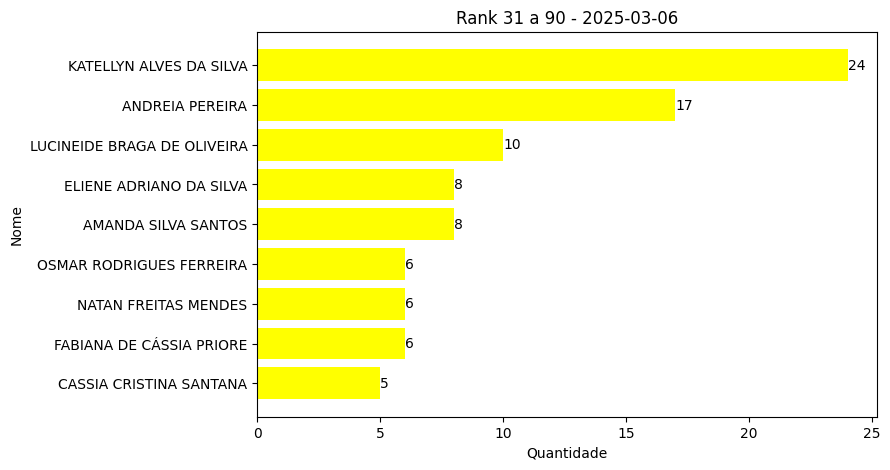 Rank 31 a 90 - 2025-03-06
KATELLYN ALVES DA SILVA 24
ANDREIA PEREIRA 17
LUCINEIDE BRAGA DE OLIVEIRA 10
ELIENE ADRIANO DA SILVA 8
AMANDA SILVA SANTOS 8
OSMAR RODRIGUES FERREIRA 6
NATAN FREITAS MENDES 6
FABIANA DE CÁSSIA PRIORE 6
CASSIA CRISTINA SANTANA 5
Nome
0 5 10 15 20 25
Quantidade